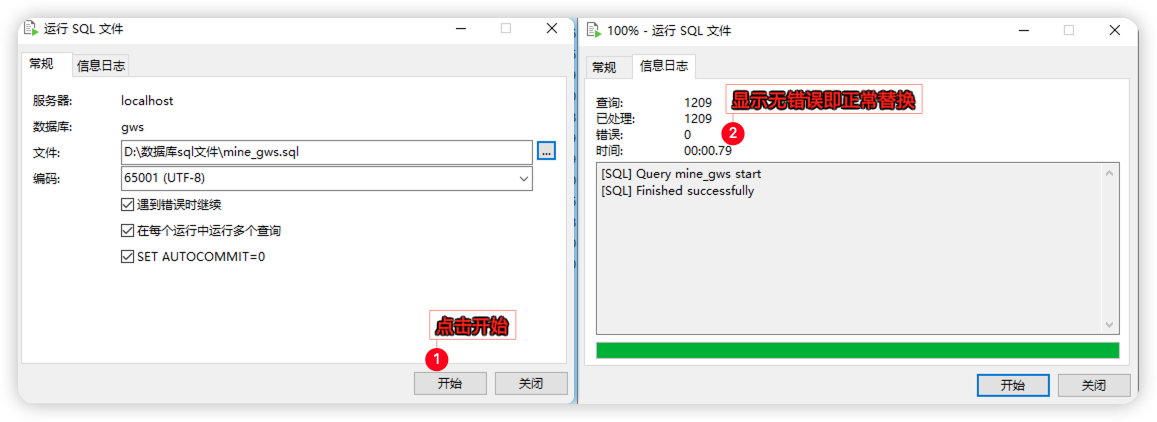 运行 SQL 文件
常规
信息日志
服务器:
localhost
数据库:
gws
文件:
D:\数据库sql文件\mine_gws.sql
...
编码:
65001 (UTF-8)
遇到错误时继续
在每个运行中运行多个查询
SET AUTOCOMMIT=0
点击开始
1
开始
关闭
100% - 运行 SQL 文件
常规
信息日志
查询:
1209
显示无错误即正常替换
已处理:
1209
2
错误:
0
时间:
00:00.79
[SQL] Query mine_gws start
[SQL] Finished successfully
开始
关闭